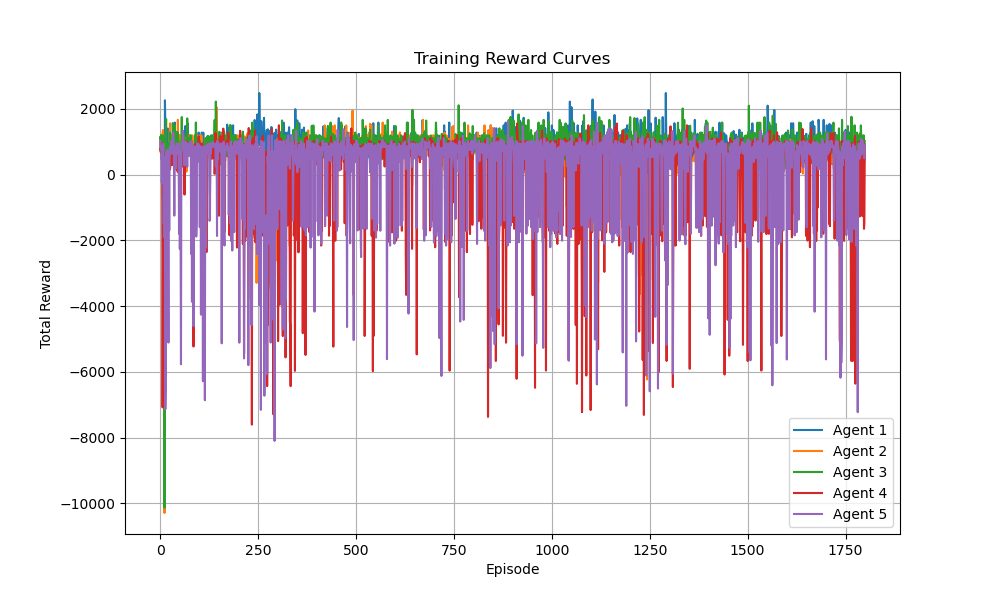 Training Reward Curves
Total Reward
2000
0
−2000
−4000
−6000
−8000
−10000
0 250 500 750 1000 1250 1500 1750
Episode
Agent 1
Agent 2
Agent 3
Agent 4
Agent 5